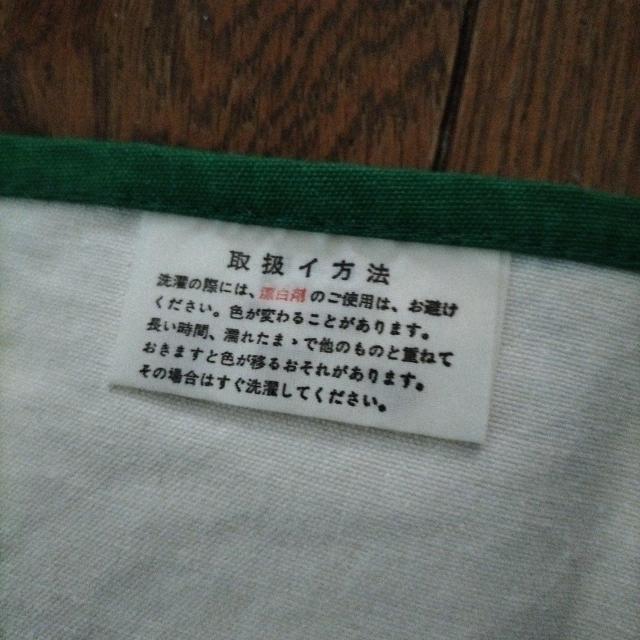 取扱イ方法
洗濯の際には、漂白剤のご使用は、お避け
ください。色が変わることがあります。
長い時間、濡れたまゝで他のものと重ねて
おきますと色が移るおそれがあります。
その場合はすぐ洗濯してください。